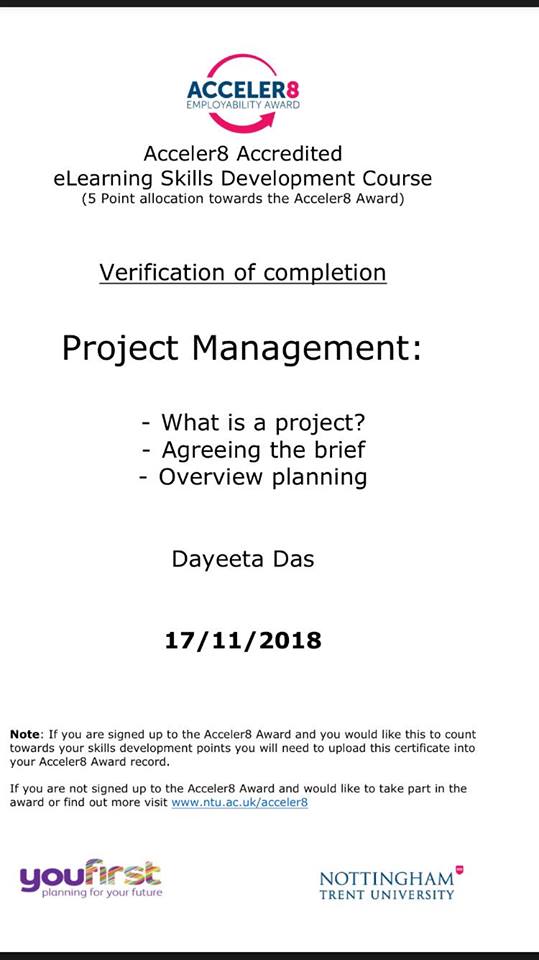 ACCELER8
EMPLOYABILITY AWARD
Acceler8 Accredited
eLearning Skills Development Course
(5 Point allocation towards the Acceler8 Award)
Verification of completion
Project Management:
- What is a project?
- Agreeing the brief
- Overview planning
Dayeeta Das
17/11/2018
Note: If you are signed up to the Acceler8 Award and you would like this to count
towards your skills development points you will need to upload this certificate into
your Acceler8 Award record.
If you are not signed up to the Acceler8 Award and would like to take part in the
award or find out more visit www.ntu.ac.uk/acceler8
youfirst
planning for your future
NOTTINGHAM
TRENT UNIVERSITY